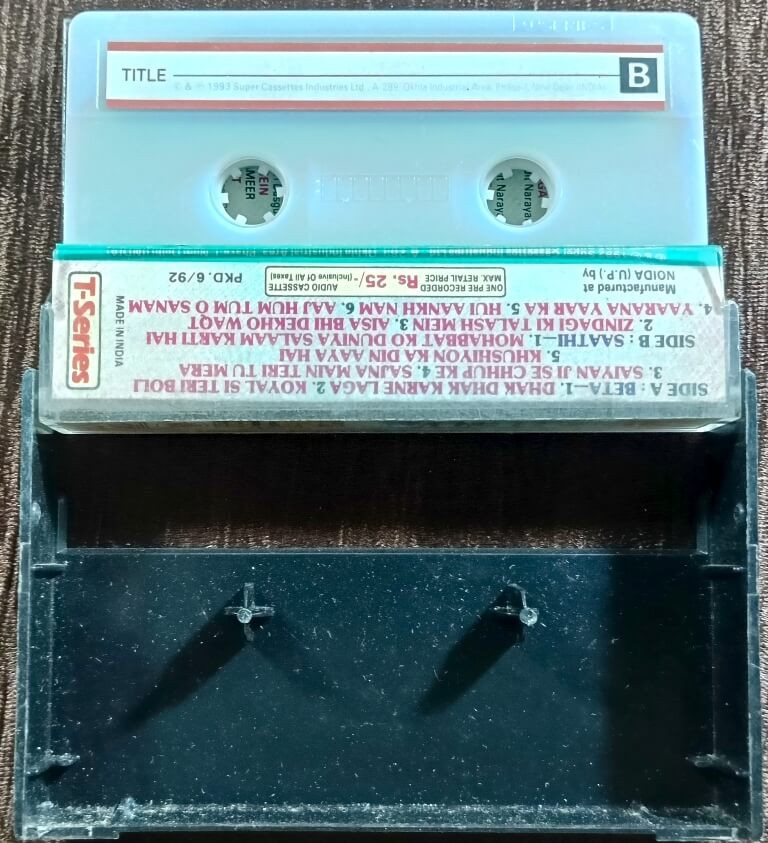 TITLE
B
© & ℗ 1993 Super Cassettes Industries Ltd., A-289, Okhla Industrial Area, Phase-I, New Delhi (INDIA)
EIN
MEER
T
GA
Naraya
t Naray
SIDE A : BETA—1. DHAK DHAK KARNE LAGA 2. KOYAL SI TERI BOLI
3. SAIYAN JI SE CHHUP KE 4. SAJNA MAIN TERI TU MERA
5. KHUSHIYON KA DIN AAYA HAI
SIDE B : SAATHI—1. MOHABBAT KO DUNIYA SALAAM KARTI HAI
2. ZINDAGI KI TALASH MEIN 3. AISA BHI DEKHO WAQT
4. YAARANA YAAR KA 5. HUI AANKH NAM 6. AAJ HUM TUM O SANAM
T-Series
MADE IN INDIA
Manufactured at
NOIDA (U.P.) by
ONE PRE RECORDED
AUDIO CASSETTE
Rs. 25/-
MAX. RETAIL PRICE
(Inclusive Of All Taxes)
PKD. 6/92